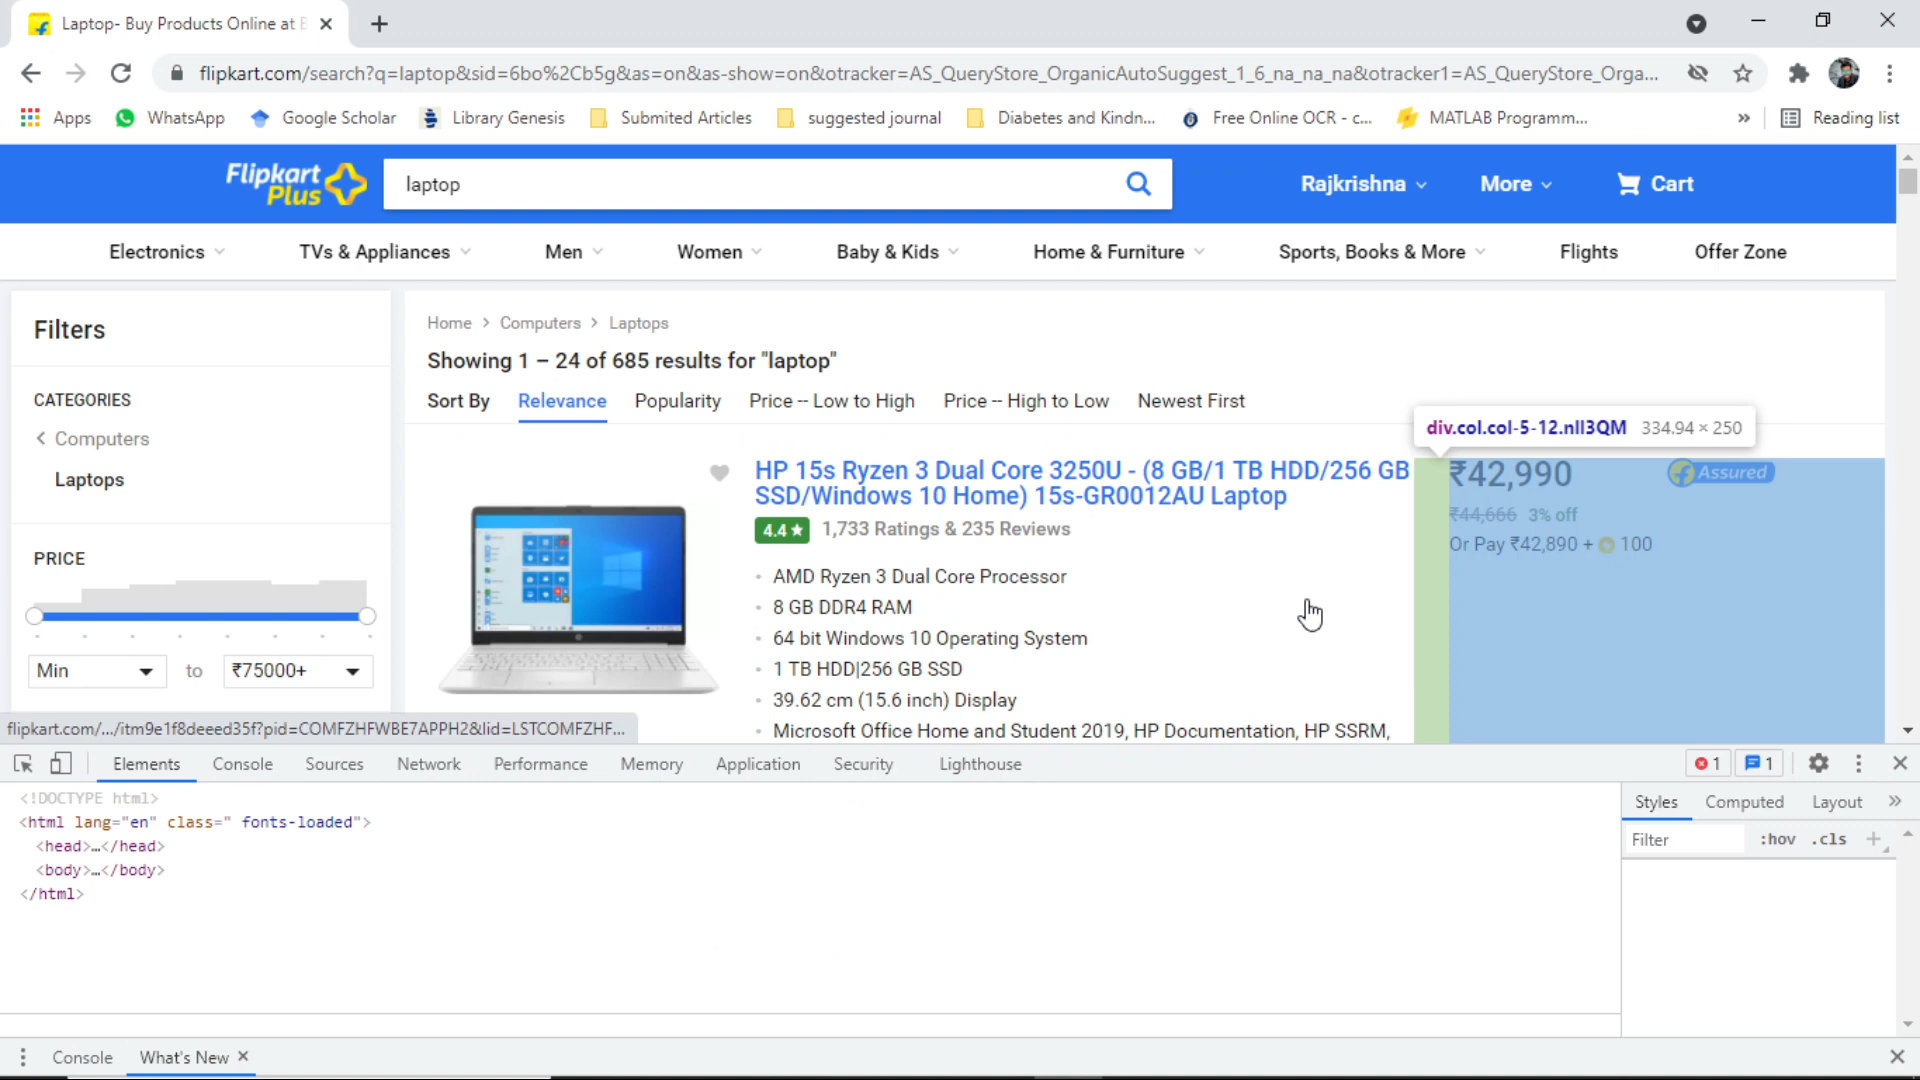 Laptop- Buy Products Online at B
flipkart.com/search?q=laptop&sid=6bo%2Cb5g&as=on&as-show=on&otracker=AS_QueryStore_OrganicAutoSuggest_1_6_na_na_na&otracker1=AS_QueryStore_Orga...
Apps WhatsApp Google Scholar Library Genesis Submited Articles suggested journal Diabetes and Kindn... Free Online OCR - c... MATLAB Programm... » Reading list
Flipkart
Plus
laptop
Rajkrishna More Cart
Electronics TVs & Appliances Men Women Baby & Kids Home & Furniture Sports, Books & More Flights Offer Zone
Filters
CATEGORIES
Computers
Laptops
PRICE
Min to ₹75000+
Home Computers Laptops
Showing 1 – 24 of 685 results for "laptop"
Sort By Relevance Popularity Price -- Low to High Price -- High to Low Newest First
div.col.col-5-12.nlI3QM 334.94 × 250
HP 15s Ryzen 3 Dual Core 3250U - (8 GB/1 TB HDD/256 GB
SSD/Windows 10 Home) 15s-GR0012AU Laptop
4.4★ 1,733 Ratings & 235 Reviews
AMD Ryzen 3 Dual Core Processor
8 GB DDR4 RAM
64 bit Windows 10 Operating System
1 TB HDD|256 GB SSD
39.62 cm (15.6 inch) Display
Microsoft Office Home and Student 2019, HP Documentation, HP SSRM,
₹42,990 Assured
₹44,666 3% off
Or Pay ₹42,890 + 100
flipkart.com/.../itm9e1f8deeed35f?pid=COMFZHFWBE7APPH2&lid=LSTCOMFZHF...
Elements Console Sources Network Performance Memory Application Security Lighthouse 1 1
<!DOCTYPE html>
<html lang="en" class=" fonts-loaded">
<head>…</head>
<body>…</body>
</html>
Styles Computed Layout »
Filter :hov .cls +
Console What's New